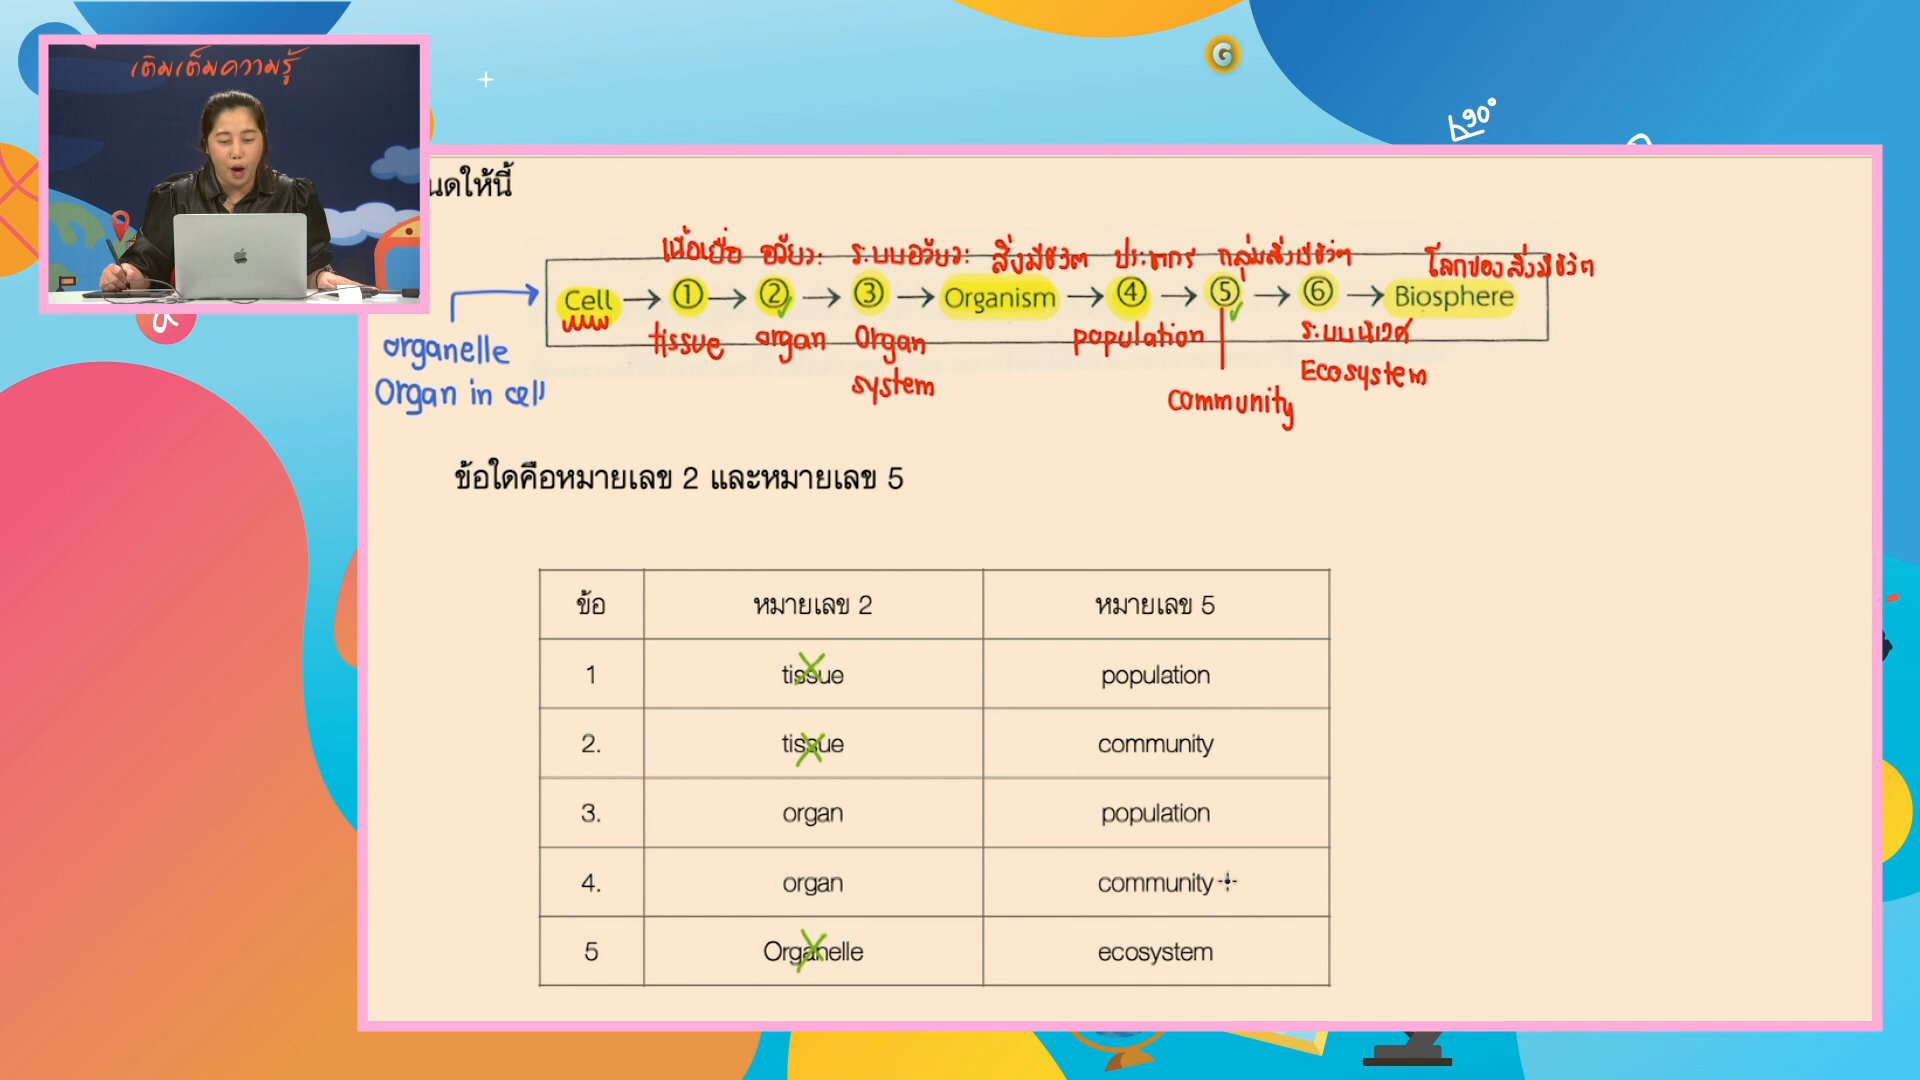 เติมเต็มความรู้
90°
นดให้นี้
เนื้อเยื่อ อวัยวะ ระบบอวัยวะ สิ่งมีชีวิต ประชากร กลุ่มสิ่งมีชีวิต โลกของสิ่งมีชีวิต
Cell → ① → ② → ③ → Organism → ④ → ⑤ → ⑥ → Biosphere
tissue organ Organ system population community ระบบนิเวศ Ecosystem
organelle
Organ in cell
ข้อใดคือหมายเลข 2 และหมายเลข 5
ข้อ หมายเลข 2 หมายเลข 5
1 tissue population
2. tissue community
3. organ population
4. organ community
5 Organelle ecosystem